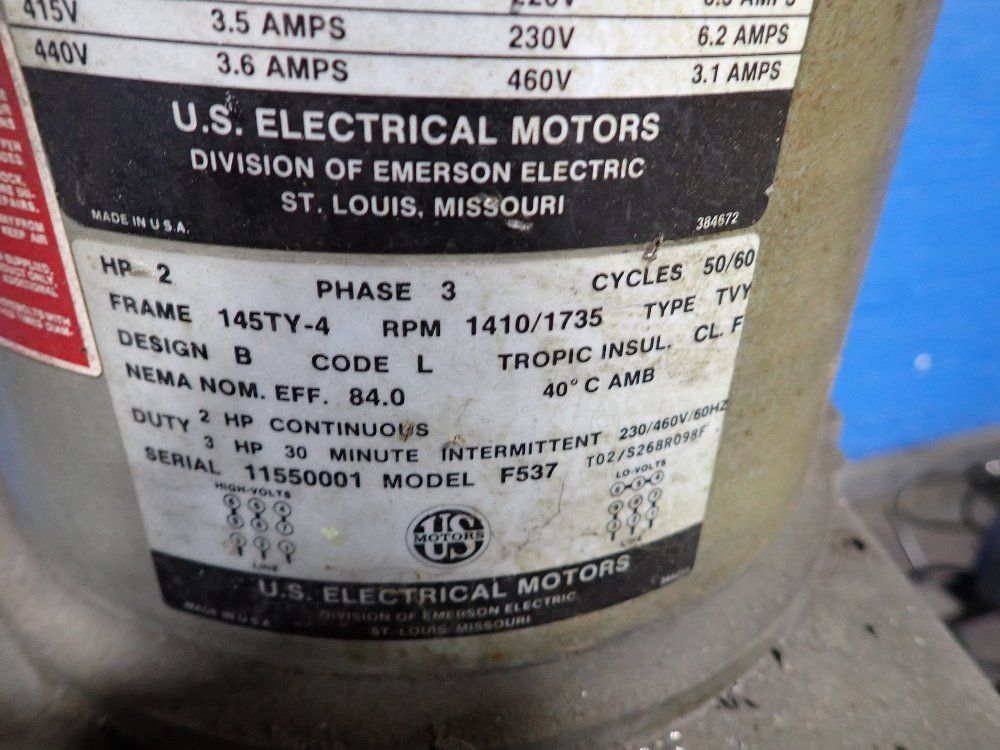 415V 3.5 AMPS 220V
440V 3.6 AMPS 230V 6.2 AMPS
460V 3.1 AMPS
U.S. ELECTRICAL MOTORS
DIVISION OF EMERSON ELECTRIC
ST. LOUIS, MISSOURI
MADE IN U.S.A. 384672
HP 2 PHASE 3 CYCLES 50/60
FRAME 145TY-4 RPM 1410/1735 TYPE TVY
DESIGN B CODE L TROPIC INSUL. CL. F
NEMA NOM. EFF. 84.0 40°C AMB
DUTY 2 HP CONTINUOUS
3 HP 30 MINUTE INTERMITTENT 230/460V/60HZ
SERIAL 11550001 MODEL F537 T02/S268R098F
HIGH-VOLTS LO-VOLTS
US
MOTORS
LINE LINE
U.S. ELECTRICAL MOTORS
DIVISION OF EMERSON ELECTRIC
ST. LOUIS MISSOURI
MADE IN U.S.A.